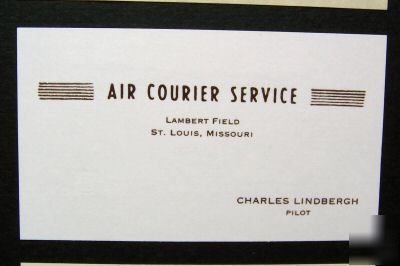 AIR COURIER SERVICE
LAMBERT FIELD
ST. LOUIS, MISSOURI
CHARLES LINDBERGH
PILOT